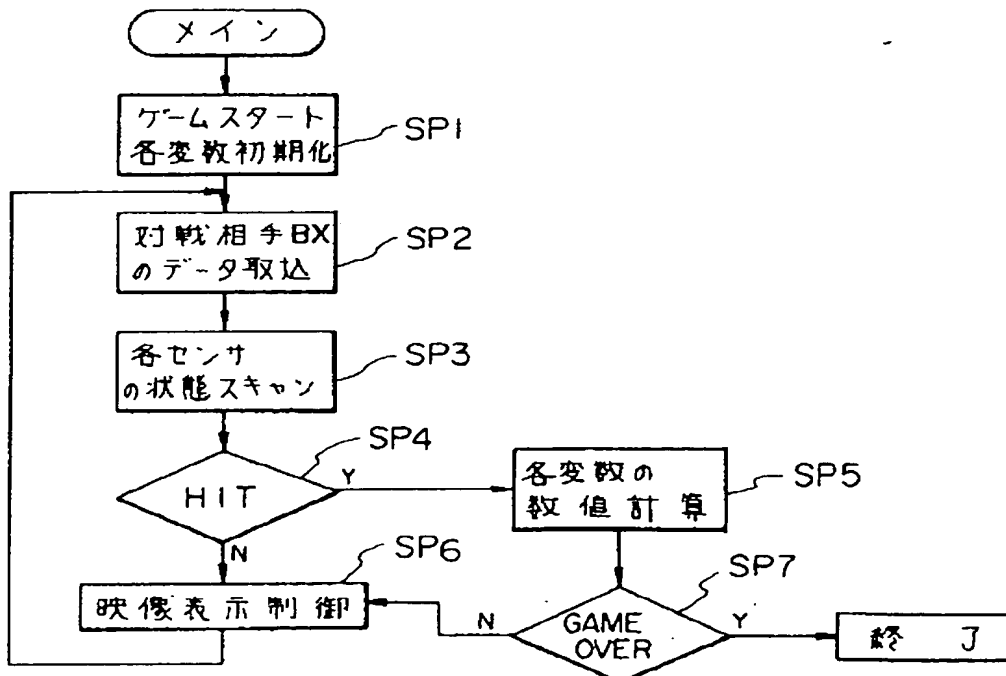 メイン
ゲームスタート
各変数初期化
SP1
対戦相手BX
のデータ取込
SP2
各センサ
の状態スキャン
SP3
HIT
SP4
Y
N
各変数の
数値計算
SP5
映像表示制御
SP6
GAME
OVER
SP7
N
Y
終了